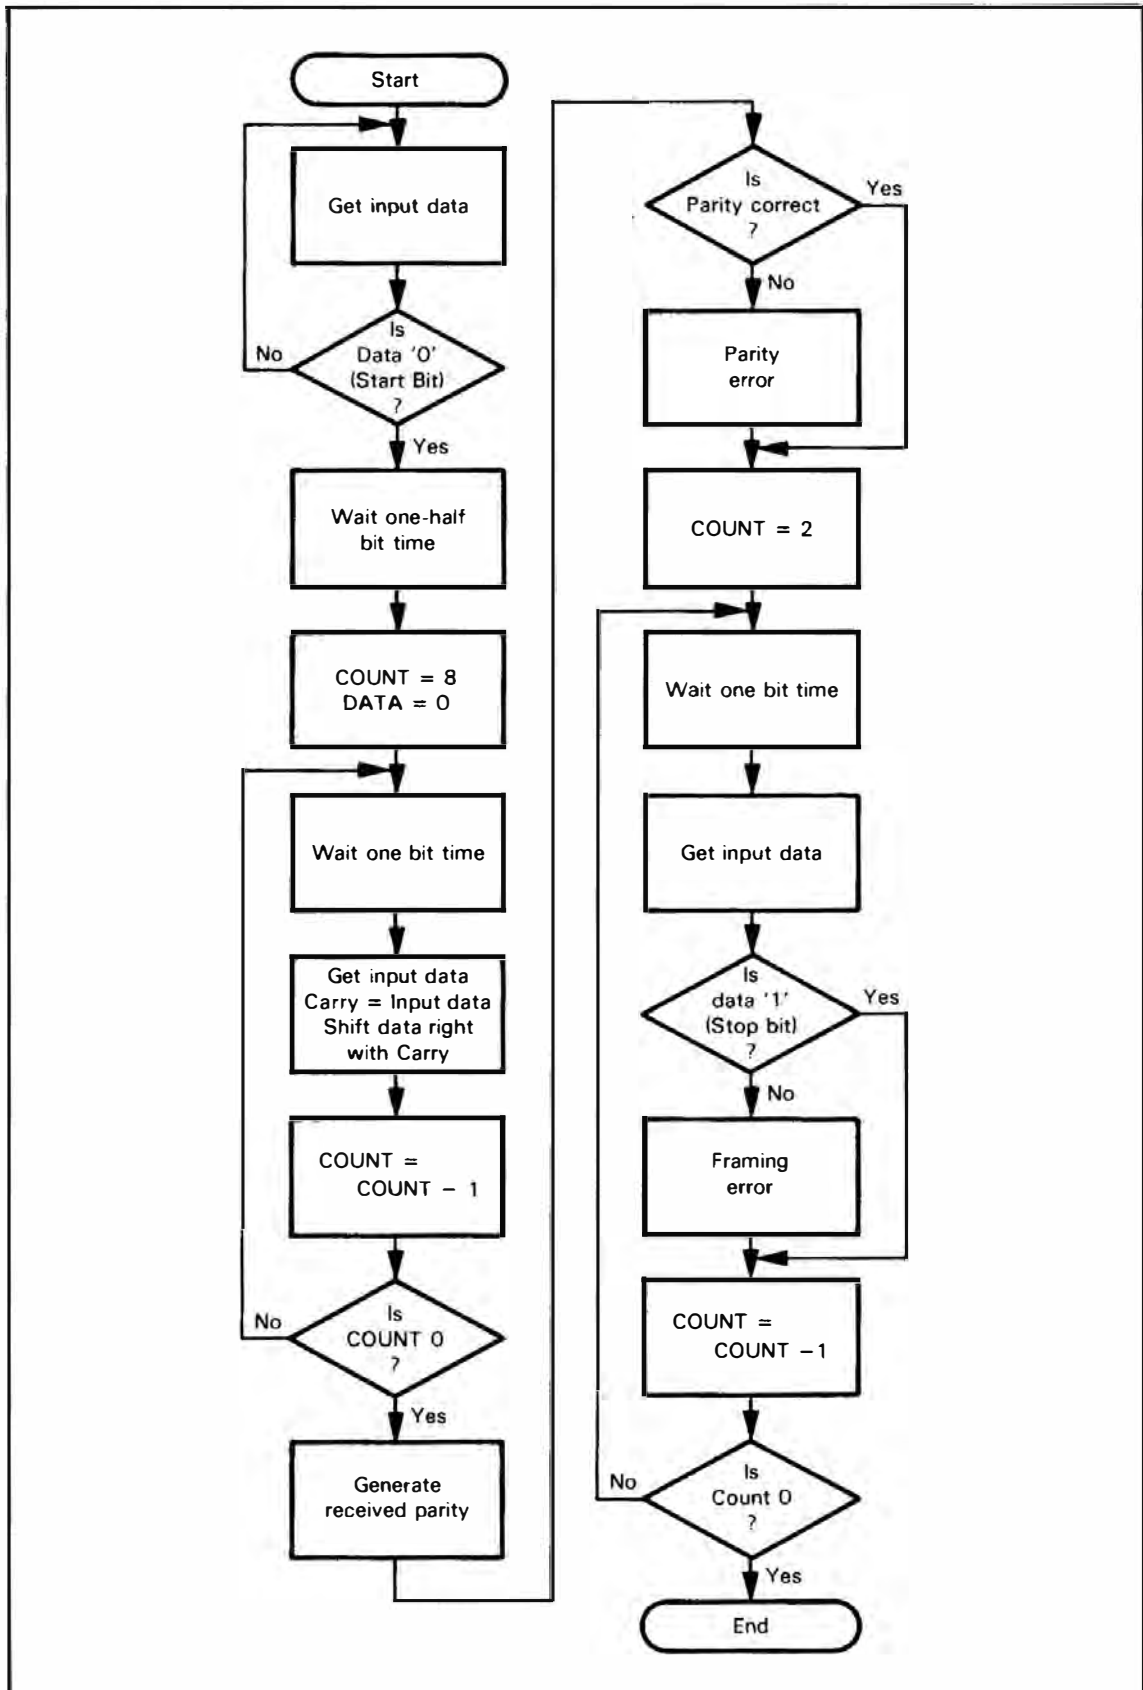 Start
Get input data
Is
Data '0'
(Start Bit)
?
No
Yes
Wait one-half
bit time
COUNT = 8
DATA = 0
Wait one bit time
Get input data
Carry = Input data
Shift data right
with Carry
COUNT =
COUNT - 1
Is
COUNT 0
?
No
Yes
Generate
received parity
Is
Parity correct
?
Yes
No
Parity
error
COUNT = 2
Wait one bit time
Get input data
Is
data '1'
(Stop bit)
?
Yes
No
Framing
error
COUNT =
COUNT -1
Is
Count 0
?
No
Yes
End